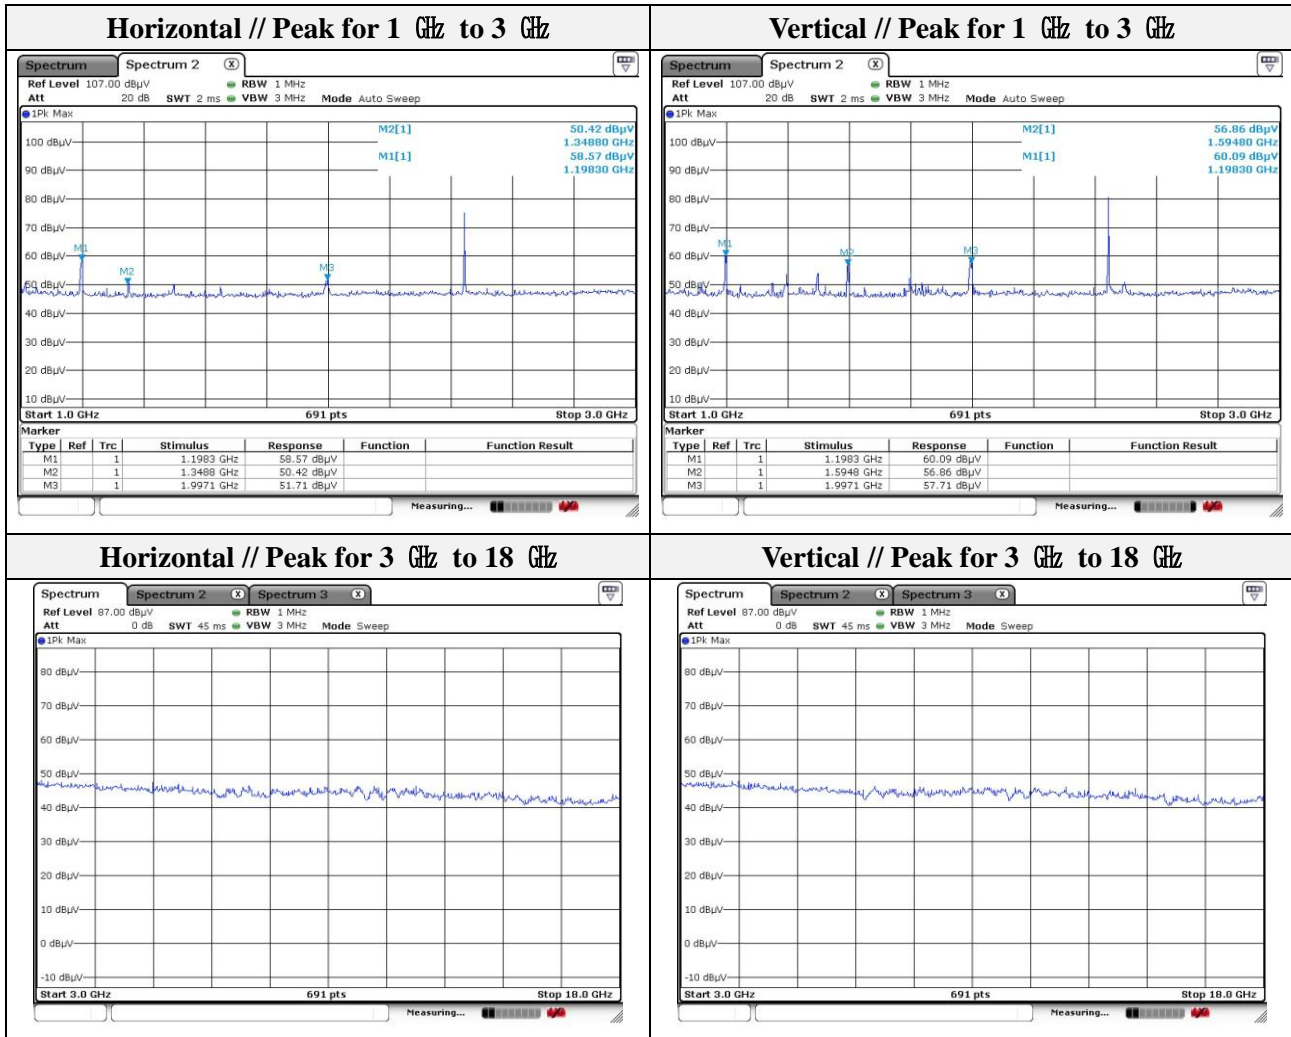 Horizontal // Peak for 1 ㎓ to 3 ㎓
Spectrum Spectrum 2 X
Ref Level 107.00 dBµV RBW 1 MHz
Att 20 dB SWT 2 ms VBW 3 MHz Mode Auto Sweep
1Pk Max
M2[1] 50.42 dBµV
1.34880 GHz
M1[1] 58.57 dBµV
1.19830 GHz
100 dBµV
90 dBµV
80 dBµV
70 dBµV
60 dBµV
50 dBµV
40 dBµV
30 dBµV
20 dBµV
10 dBµV
M1
M2
M3
Start 1.0 GHz 691 pts Stop 3.0 GHz
Marker
Type Ref Trc Stimulus Response Function Function Result
M1 1 1.1983 GHz 58.57 dBµV
M2 1 1.3488 GHz 50.42 dBµV
M3 1 1.9971 GHz 51.71 dBµV
Measuring...
Vertical // Peak for 1 ㎓ to 3 ㎓
Spectrum Spectrum 2 X
Ref Level 107.00 dBµV RBW 1 MHz
Att 20 dB SWT 2 ms VBW 3 MHz Mode Auto Sweep
1Pk Max
M2[1] 56.86 dBµV
1.59480 GHz
M1[1] 60.09 dBµV
1.19830 GHz
100 dBµV
90 dBµV
80 dBµV
70 dBµV
60 dBµV
50 dBµV
40 dBµV
30 dBµV
20 dBµV
10 dBµV
M1
M2
M3
Start 1.0 GHz 691 pts Stop 3.0 GHz
Marker
Type Ref Trc Stimulus Response Function Function Result
M1 1 1.1983 GHz 60.09 dBµV
M2 1 1.5948 GHz 56.86 dBµV
M3 1 1.9971 GHz 57.71 dBµV
Measuring...
Horizontal // Peak for 3 ㎓ to 18 ㎓
Spectrum Spectrum 2 X Spectrum 3 X
Ref Level 87.00 dBµV RBW 1 MHz
Att 0 dB SWT 45 ms VBW 3 MHz Mode Sweep
1Pk Max
80 dBµV
70 dBµV
60 dBµV
50 dBµV
40 dBµV
30 dBµV
20 dBµV
10 dBµV
0 dBµV
-10 dBµV
Start 3.0 GHz 691 pts Stop 18.0 GHz
Measuring...
Vertical // Peak for 3 ㎓ to 18 ㎓
Spectrum Spectrum 2 X Spectrum 3 X
Ref Level 87.00 dBµV RBW 1 MHz
Att 0 dB SWT 45 ms VBW 3 MHz Mode Sweep
1Pk Max
80 dBµV
70 dBµV
60 dBµV
50 dBµV
40 dBµV
30 dBµV
20 dBµV
10 dBµV
0 dBµV
-10 dBµV
Start 3.0 GHz 691 pts Stop 18.0 GHz
Measuring...